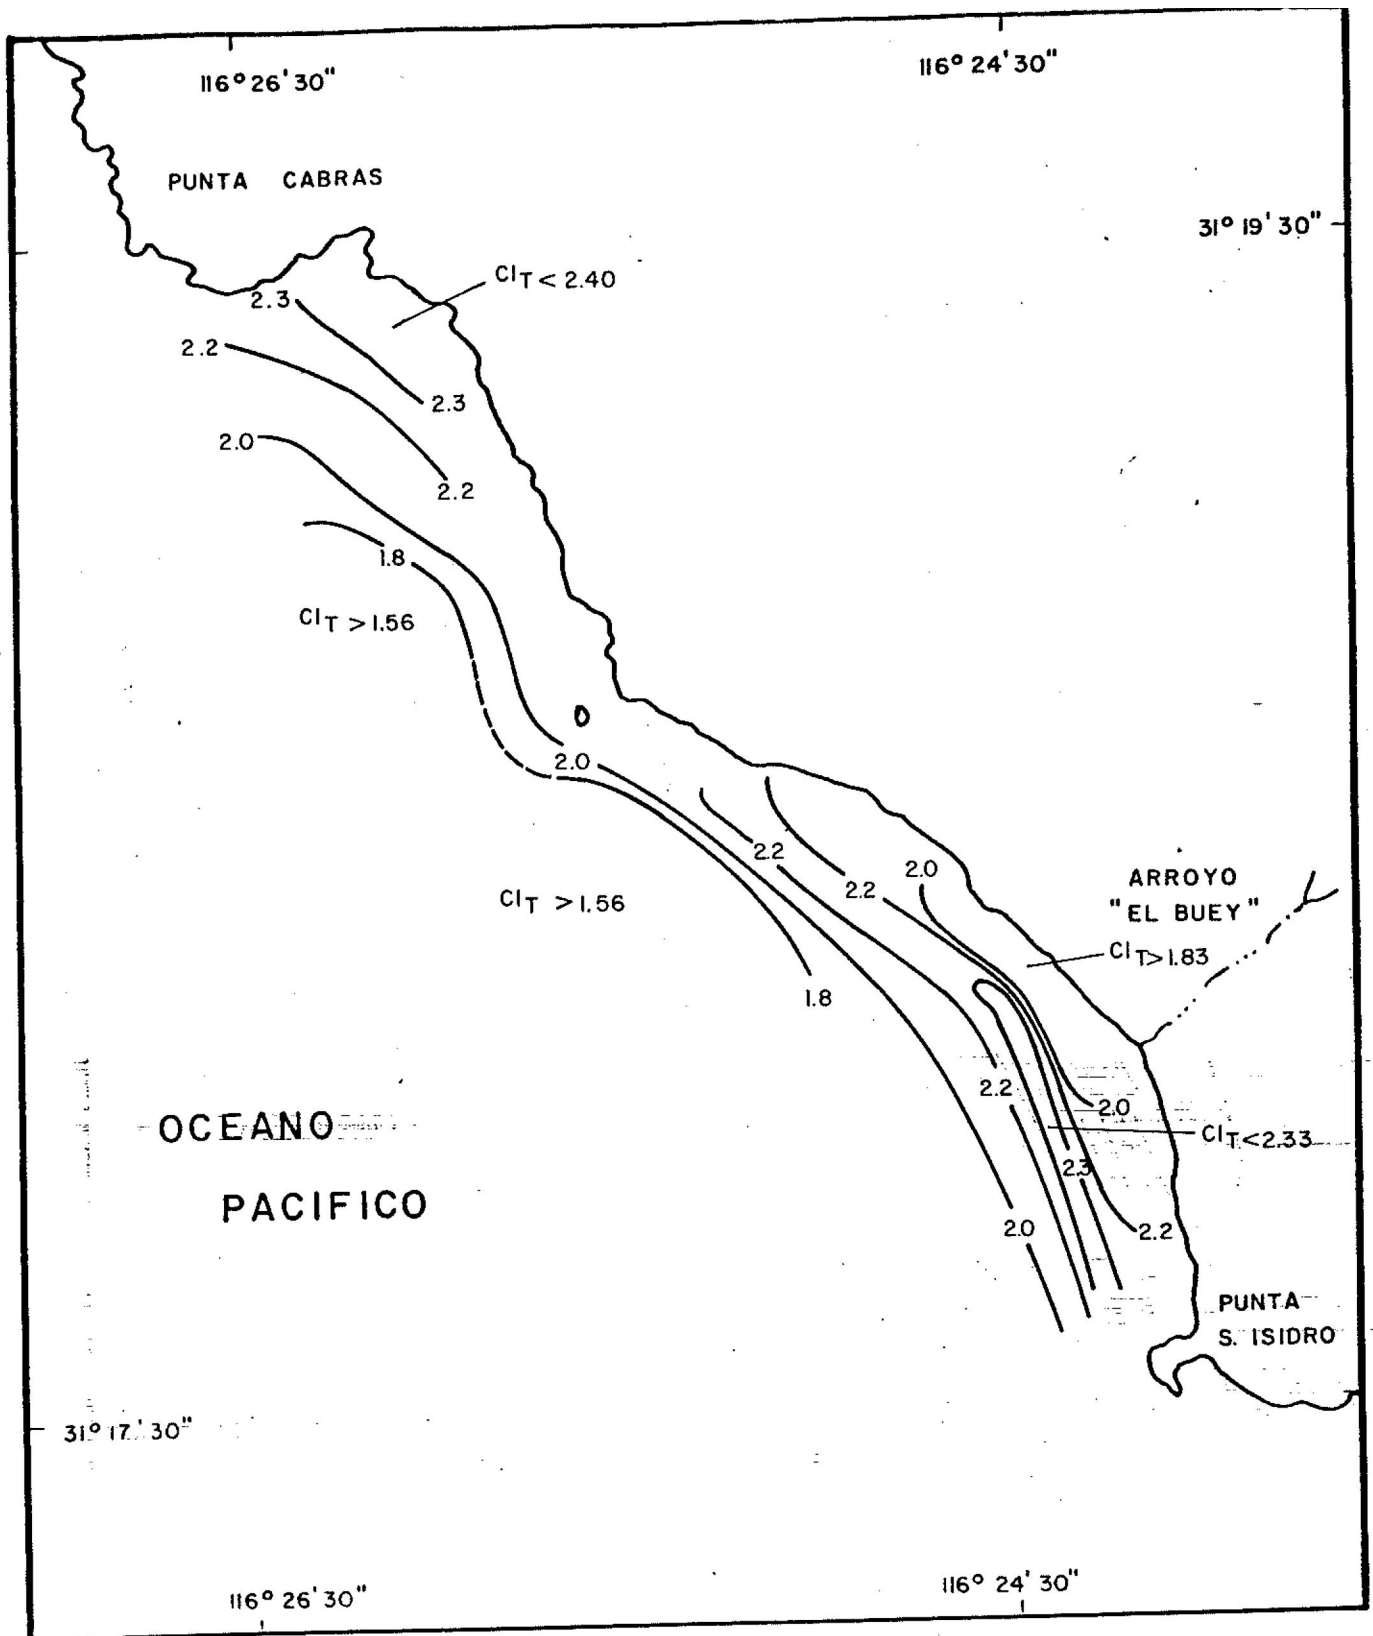 116° 26' 30"
116° 24' 30"
PUNTA CABRAS
31° 19' 30"
ClT < 2.40
2.3
2.2
2.3
2.0
2.2
1.8
ClT > 1.56
2.0
2.2
2.2
2.0
ARROYO
"EL BUEY"
ClT > 1.56
ClT> 1.83
1.8
2.2
2.0
OCEANO
ClT < 2.33
2.3
PACIFICO
2.0
2.2
PUNTA
S. ISIDRO
31° 17' 30"
116° 26' 30"
116° 24' 30"